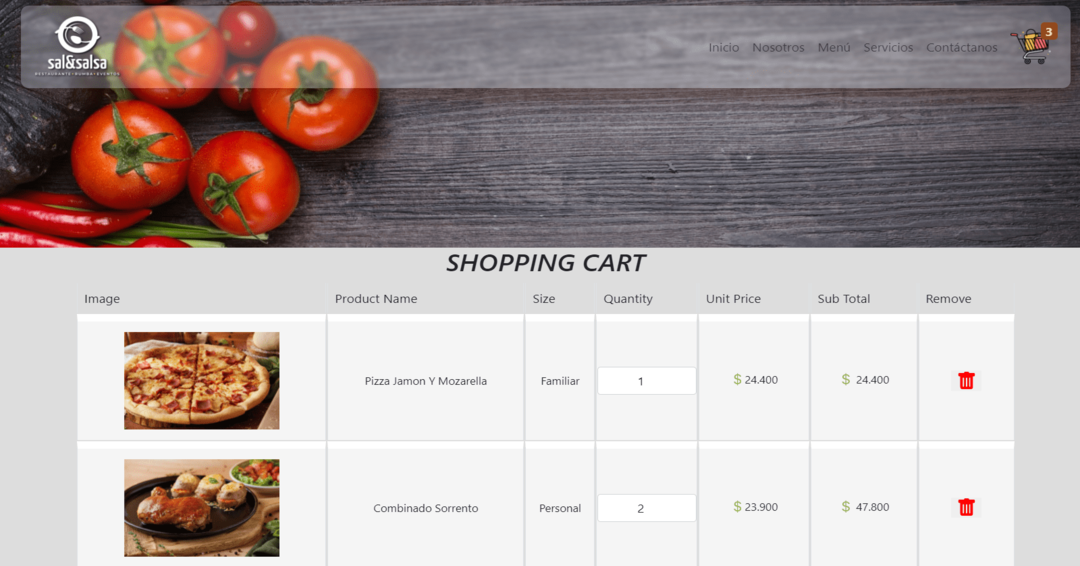 sal&salsa
RESTAURANTE • RUMBA • EVENTOS
Inicio Nosotros Menú Servicios Contáctanos 3
SHOPPING CART
Image Product Name Size Quantity Unit Price Sub Total Remove
Pizza Jamon Y Mozarella Familiar 1 $ 24.400 $ 24.400
Combinado Sorrento Personal 2 $ 23.900 $ 47.800